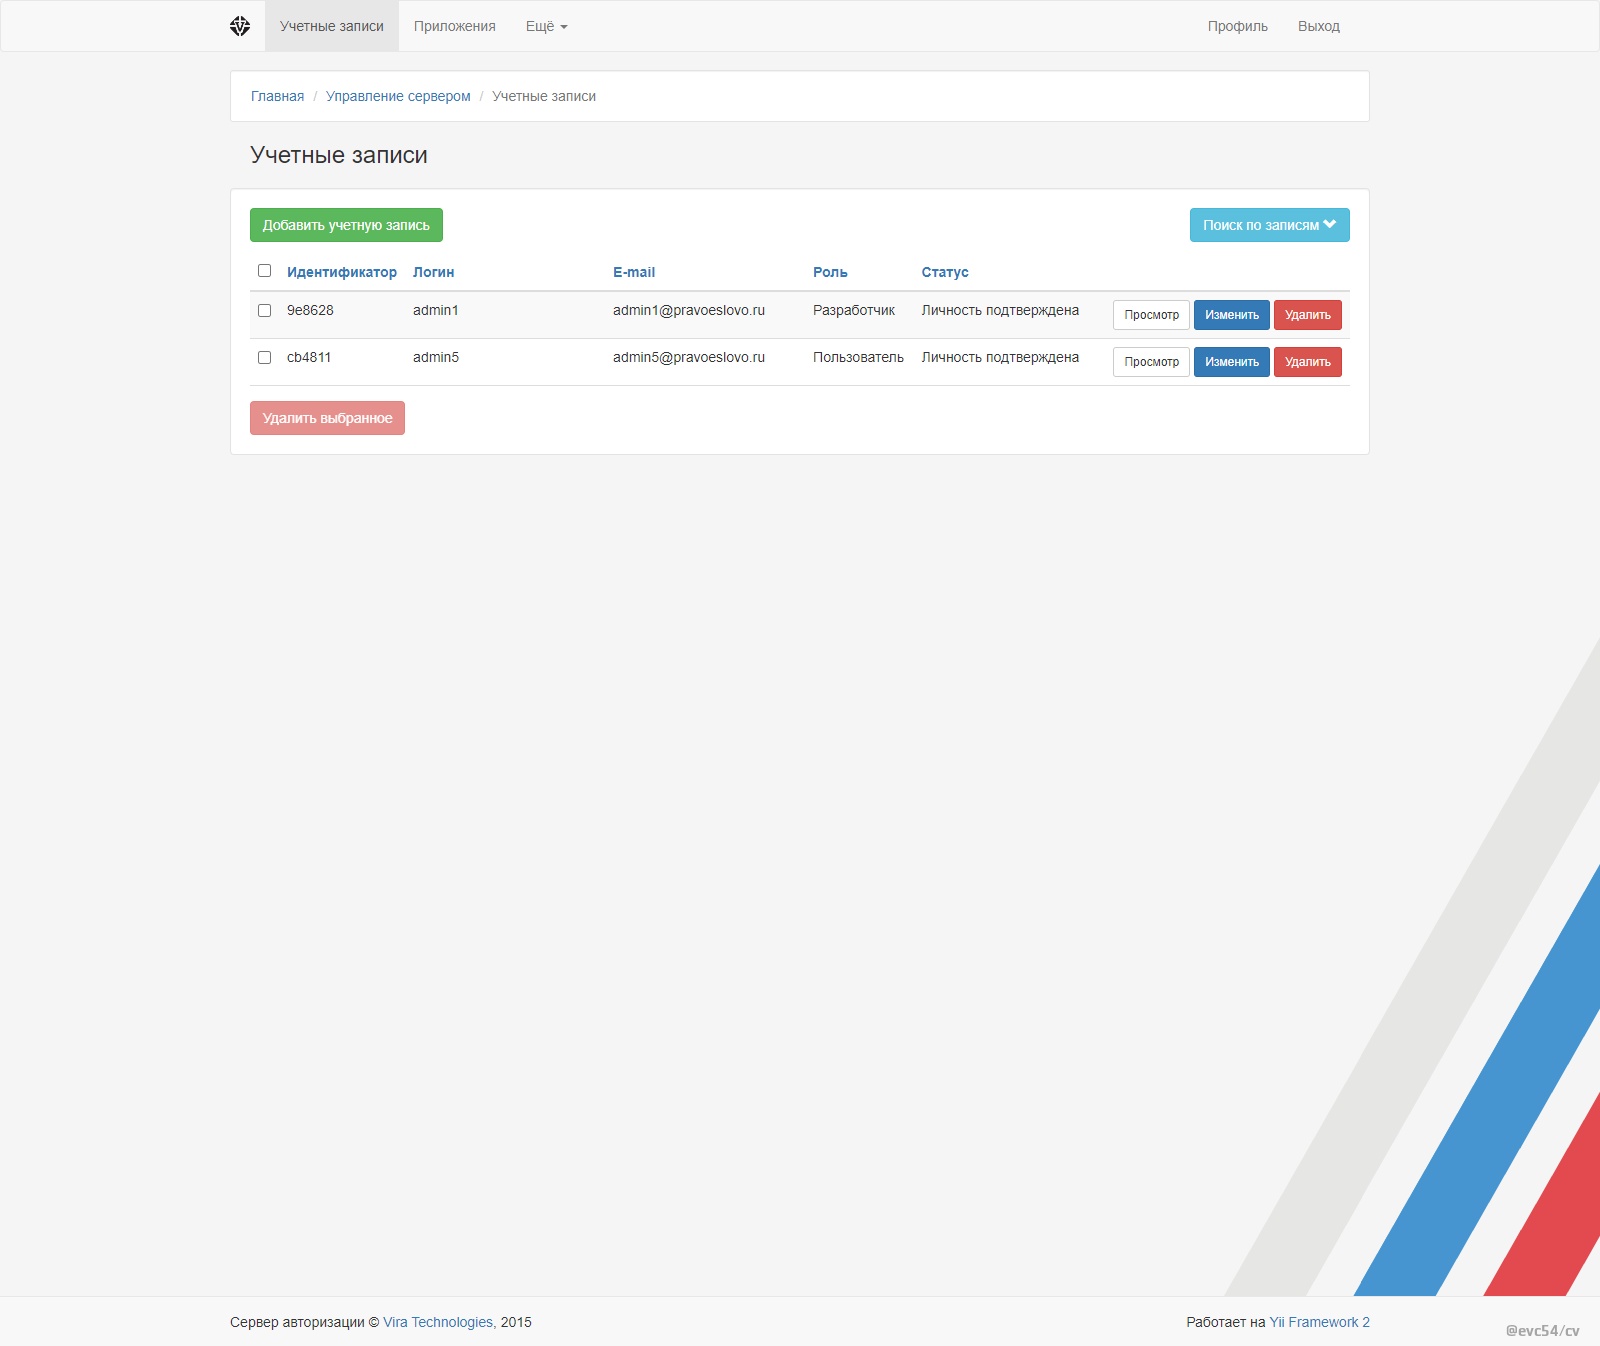 Учетные записи Приложения Ещё Профиль Выход
Главная / Управление сервером / Учетные записи
Учетные записи
Добавить учетную запись Поиск по записям
Идентификатор Логин E-mail Роль Статус
9e8628 admin1 admin1@pravoeslovo.ru Разработчик Личность подтверждена Просмотр Изменить Удалить
cb4811 admin5 admin5@pravoeslovo.ru Пользователь Личность подтверждена Просмотр Изменить Удалить
Удалить выбранное
Сервер авторизации © Vira Technologies, 2015 Работает на Yii Framework 2
@evc54/cv